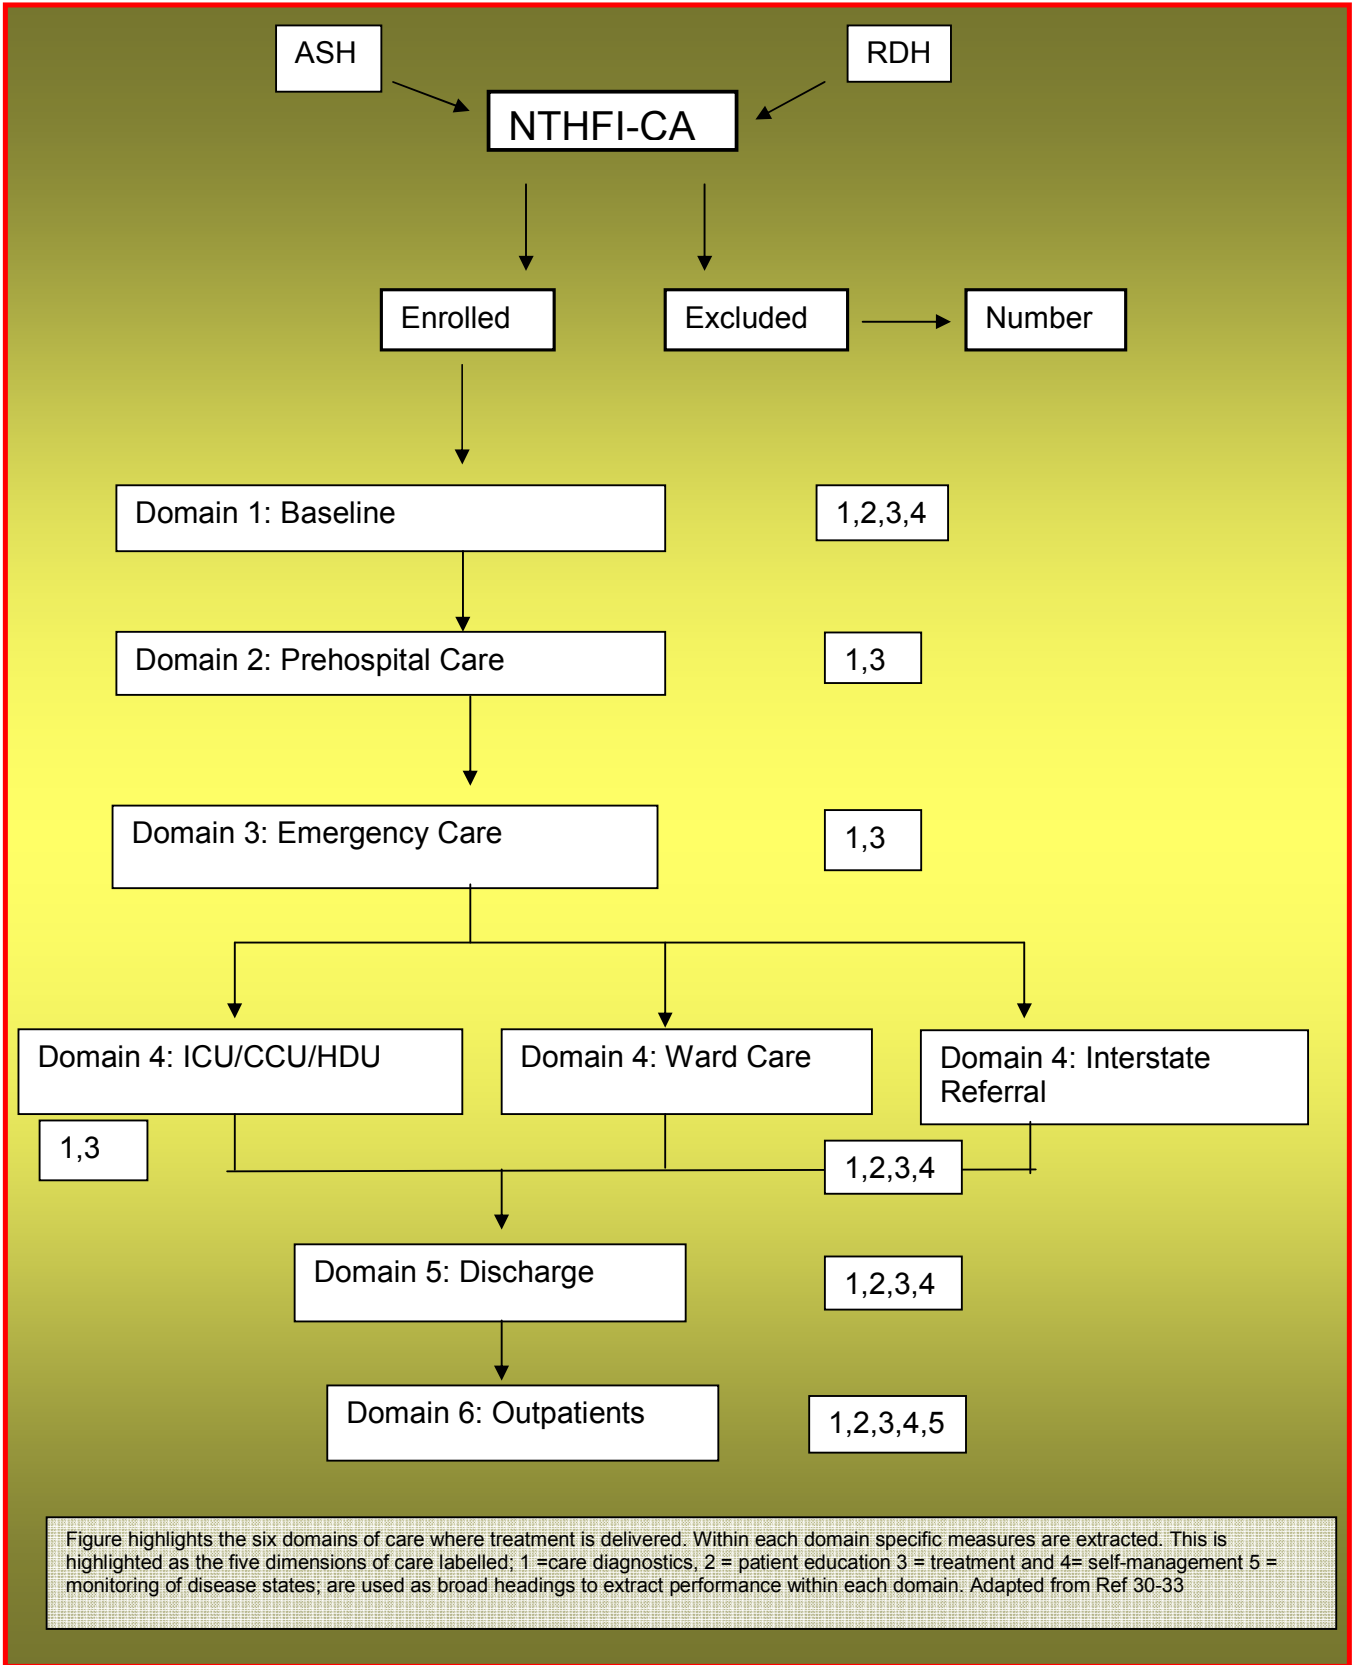 ASH
RDH
NTHFI-CA
Enrolled
Excluded
Number
Domain 1: Baseline
1,2,3,4
Domain 2: Prehospital Care
1,3
Domain 3: Emergency Care
1,3
Domain 4: ICU/CCU/HDU
Domain 4: Ward Care
Domain 4: Interstate
Referral
1,3
1,2,3,4
Domain 5: Discharge
1,2,3,4
Domain 6: Outpatients
1,2,3,4,5
Figure highlights the six domains of care where treatment is delivered. Within each domain specific measures are extracted. This is
highlighted as the five dimensions of care labelled; 1 =care diagnostics, 2 = patient education 3 = treatment and 4= self-management 5 =
monitoring of disease states; are used as broad headings to extract performance within each domain. Adapted from Ref 30-33